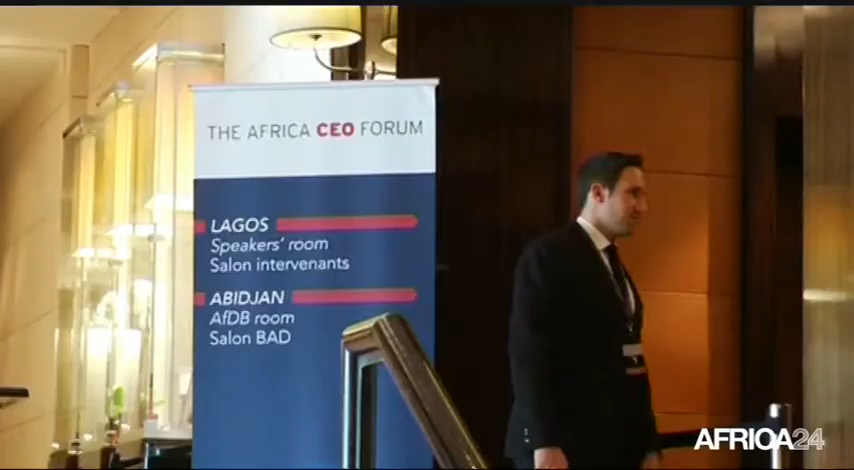 THE AFRICA CEO FORUM
LAGOS
Speakers' room
Salon intervenants
ABIDJAN
AfDB room
Salon BAD
AFRICA24